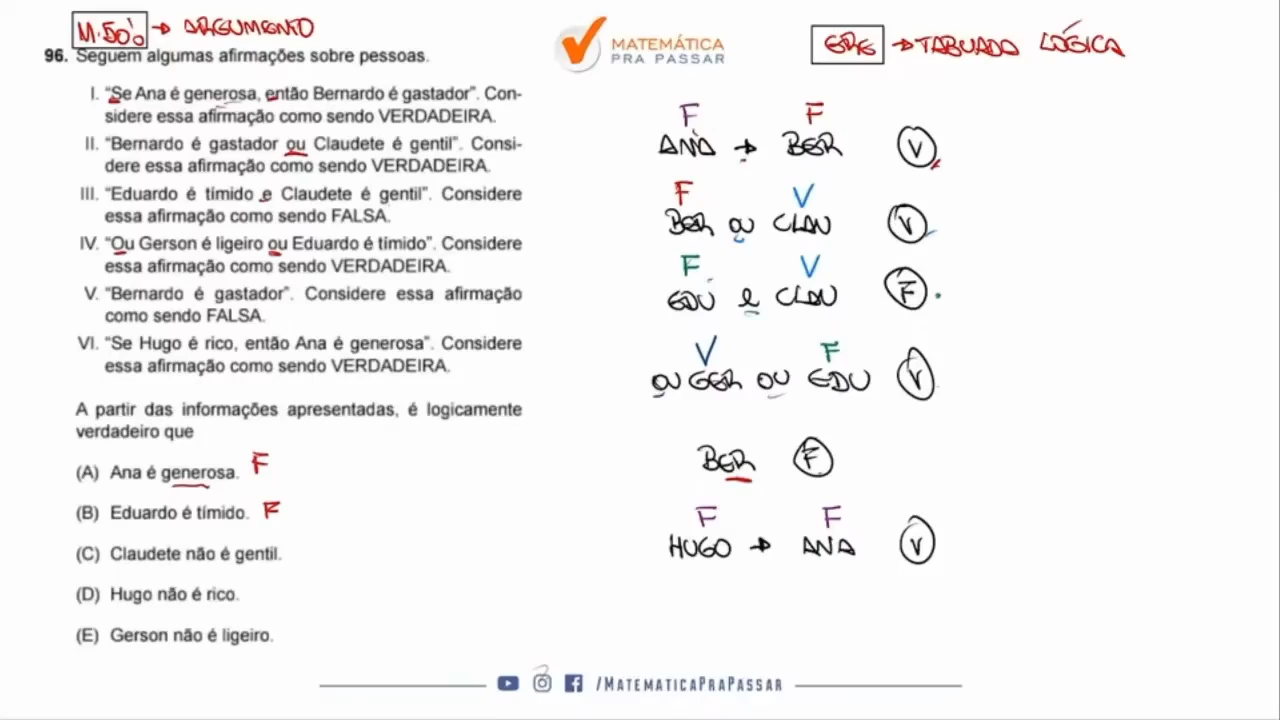 M.50's → ARGUMENTO
96. Seguem algumas afirmações sobre pessoas.
I. "Se Ana é generosa, então Bernardo é gastador". Con-
sidere essa afirmação como sendo VERDADEIRA.
II. "Bernardo é gastador ou Claudete é gentil". Consi-
dere essa afirmação como sendo VERDADEIRA.
III. "Eduardo é tímido e Claudete é gentil". Considere
essa afirmação como sendo FALSA.
IV. "Ou Gerson é ligeiro ou Eduardo é tímido". Considere
essa afirmação como sendo VERDADEIRA.
V. "Bernardo é gastador". Considere essa afirmação
como sendo FALSA.
VI. "Se Hugo é rico, então Ana é generosa". Considere
essa afirmação como sendo VERDADEIRA.
A partir das informações apresentadas, é logicamente
verdadeiro que
(A) Ana é generosa. F
(B) Eduardo é tímido. F
(C) Claudete não é gentil.
(D) Hugo não é rico.
(E) Gerson não é ligeiro.
MATEMÁTICA
PRA PASSAR
→ TABUADA LÓGICA
F F
ANA → BER V
F V
BER OU CLAU V
F V
EDU e CLAU F
V F
OU GER OU EDU V
BER F
F F
HUGO → ANA V
/MATEMATICAPRAPASSAR